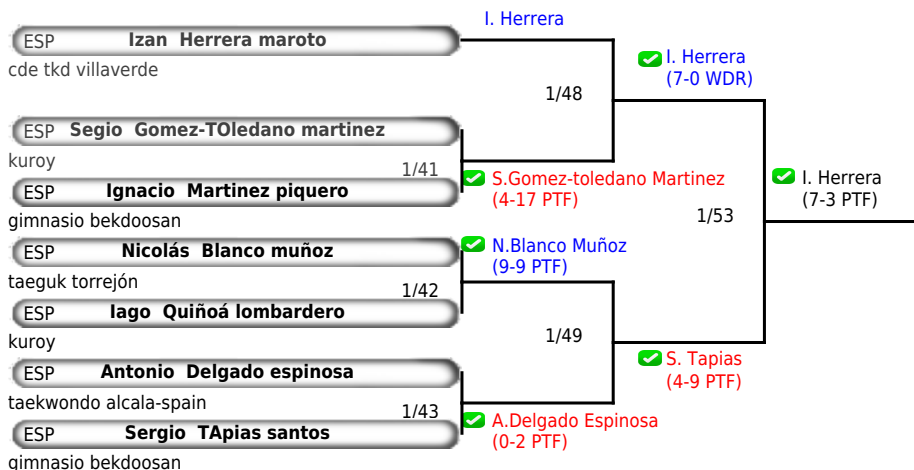 I. Herrera
ESP Izan Herrera maroto
cde tkd villaverde
I. Herrera
(7-0 WDR)
1/48
ESP Segio Gomez-TOledano martinez
kuroy
1/41
S.Gomez-toledano Martinez
(4-17 PTF)
ESP Ignacio Martinez piquero
gimnasio bekdoosan
I. Herrera
(7-3 PTF)
1/53
ESP Nicolás Blanco muñoz
taeguk torrejón
N.Blanco Muñoz
(9-9 PTF)
1/42
ESP Iago Quiñoá lombardero
kuroy
1/49
S. Tapias
(4-9 PTF)
ESP Antonio Delgado espinosa
taekwondo alcala-spain
1/43
A.Delgado Espinosa
(0-2 PTF)
ESP Sergio TApias santos
gimnasio bekdoosan